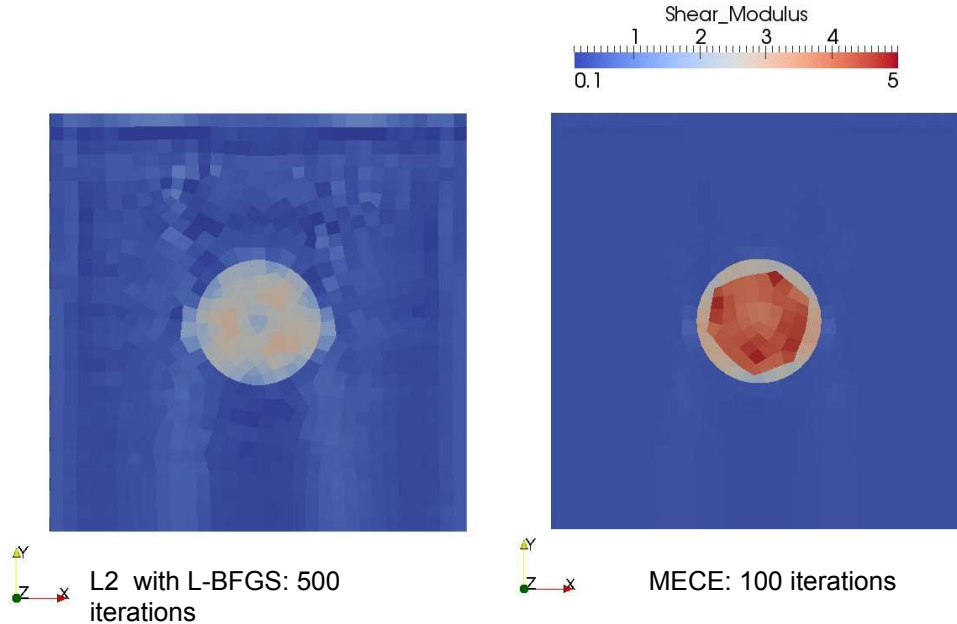 Shear_Modulus
1 2 3 4
0.1 5
Y
Z X
L2 with L-BFGS: 500
iterations
Y
Z X
MECE: 100 iterations